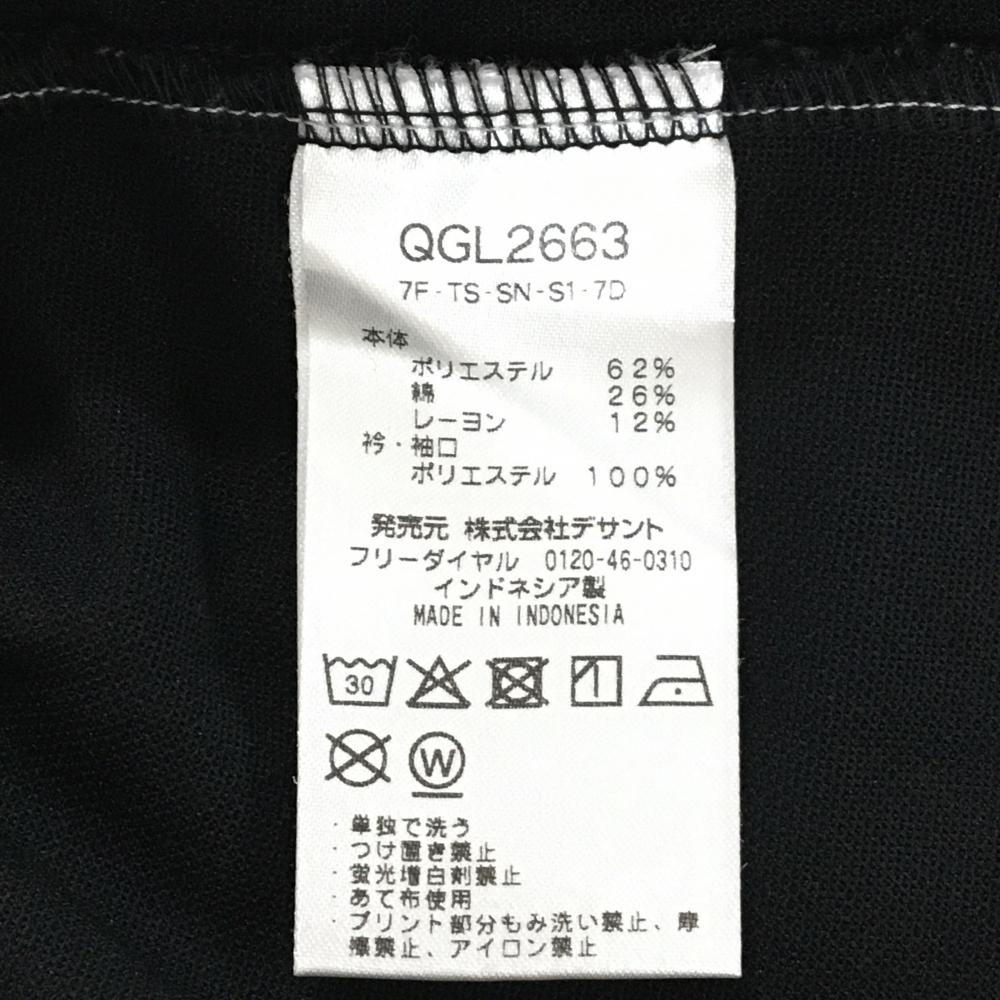 QGL2663
7F-TS-SN-S1-7D
本体
ポリエステル 62%
綿 26%
レーヨン 12%
衿・袖口
ポリエステル 100%
発売元 株式会社デサント
フリーダイヤル 0120-46-0310
インドネシア製
MADE IN INDONESIA
30
W
・単独で洗う
・つけ置き禁止
・蛍光増白剤禁止
・あて布使用
・プリント部分もみ洗い禁止、摩
擦禁止、アイロン禁止